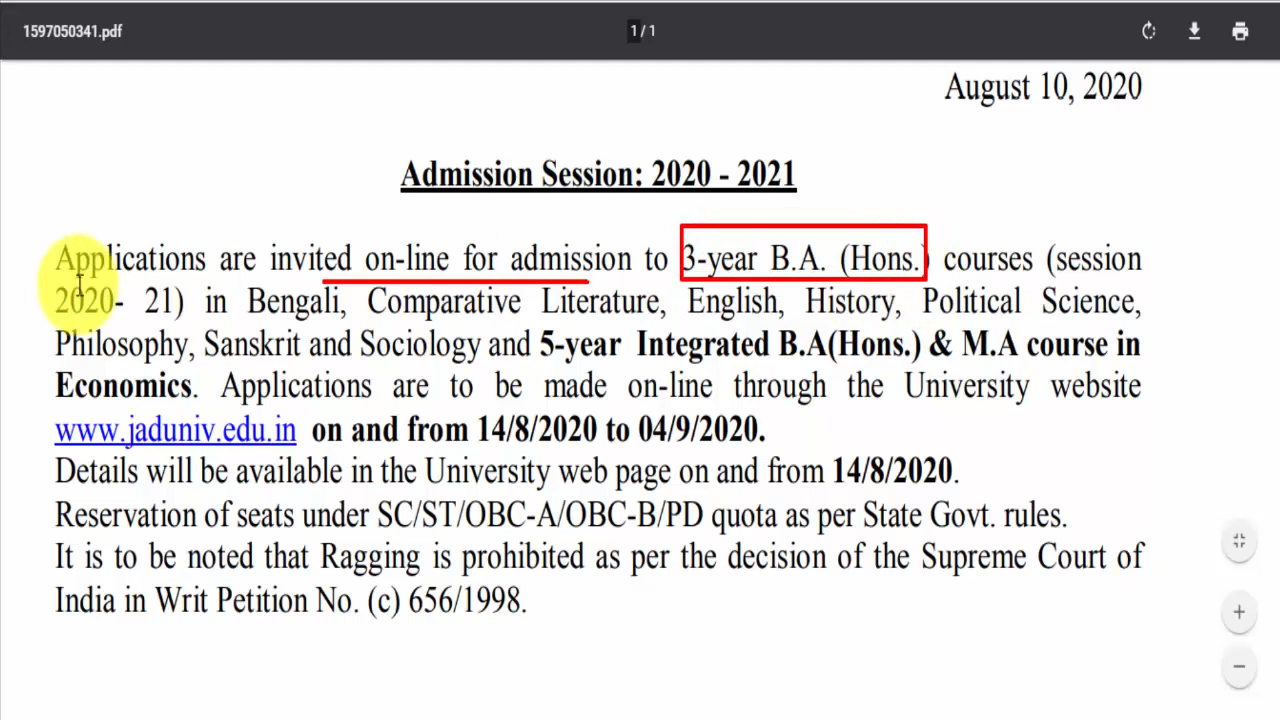 1597050341.pdf
1 / 1
August 10, 2020
Admission Session: 2020 - 2021
Applications are invited on-line for admission to 3-year B.A. (Hons.) courses (session
2020- 21) in Bengali, Comparative Literature, English, History, Political Science,
Philosophy, Sanskrit and Sociology and 5-year Integrated B.A(Hons.) & M.A course in
Economics. Applications are to be made on-line through the University website
www.jaduniv.edu.in on and from 14/8/2020 to 04/9/2020.
Details will be available in the University web page on and from 14/8/2020.
Reservation of seats under SC/ST/OBC-A/OBC-B/PD quota as per State Govt. rules.
It is to be noted that Ragging is prohibited as per the decision of the Supreme Court of
India in Writ Petition No. (c) 656/1998.